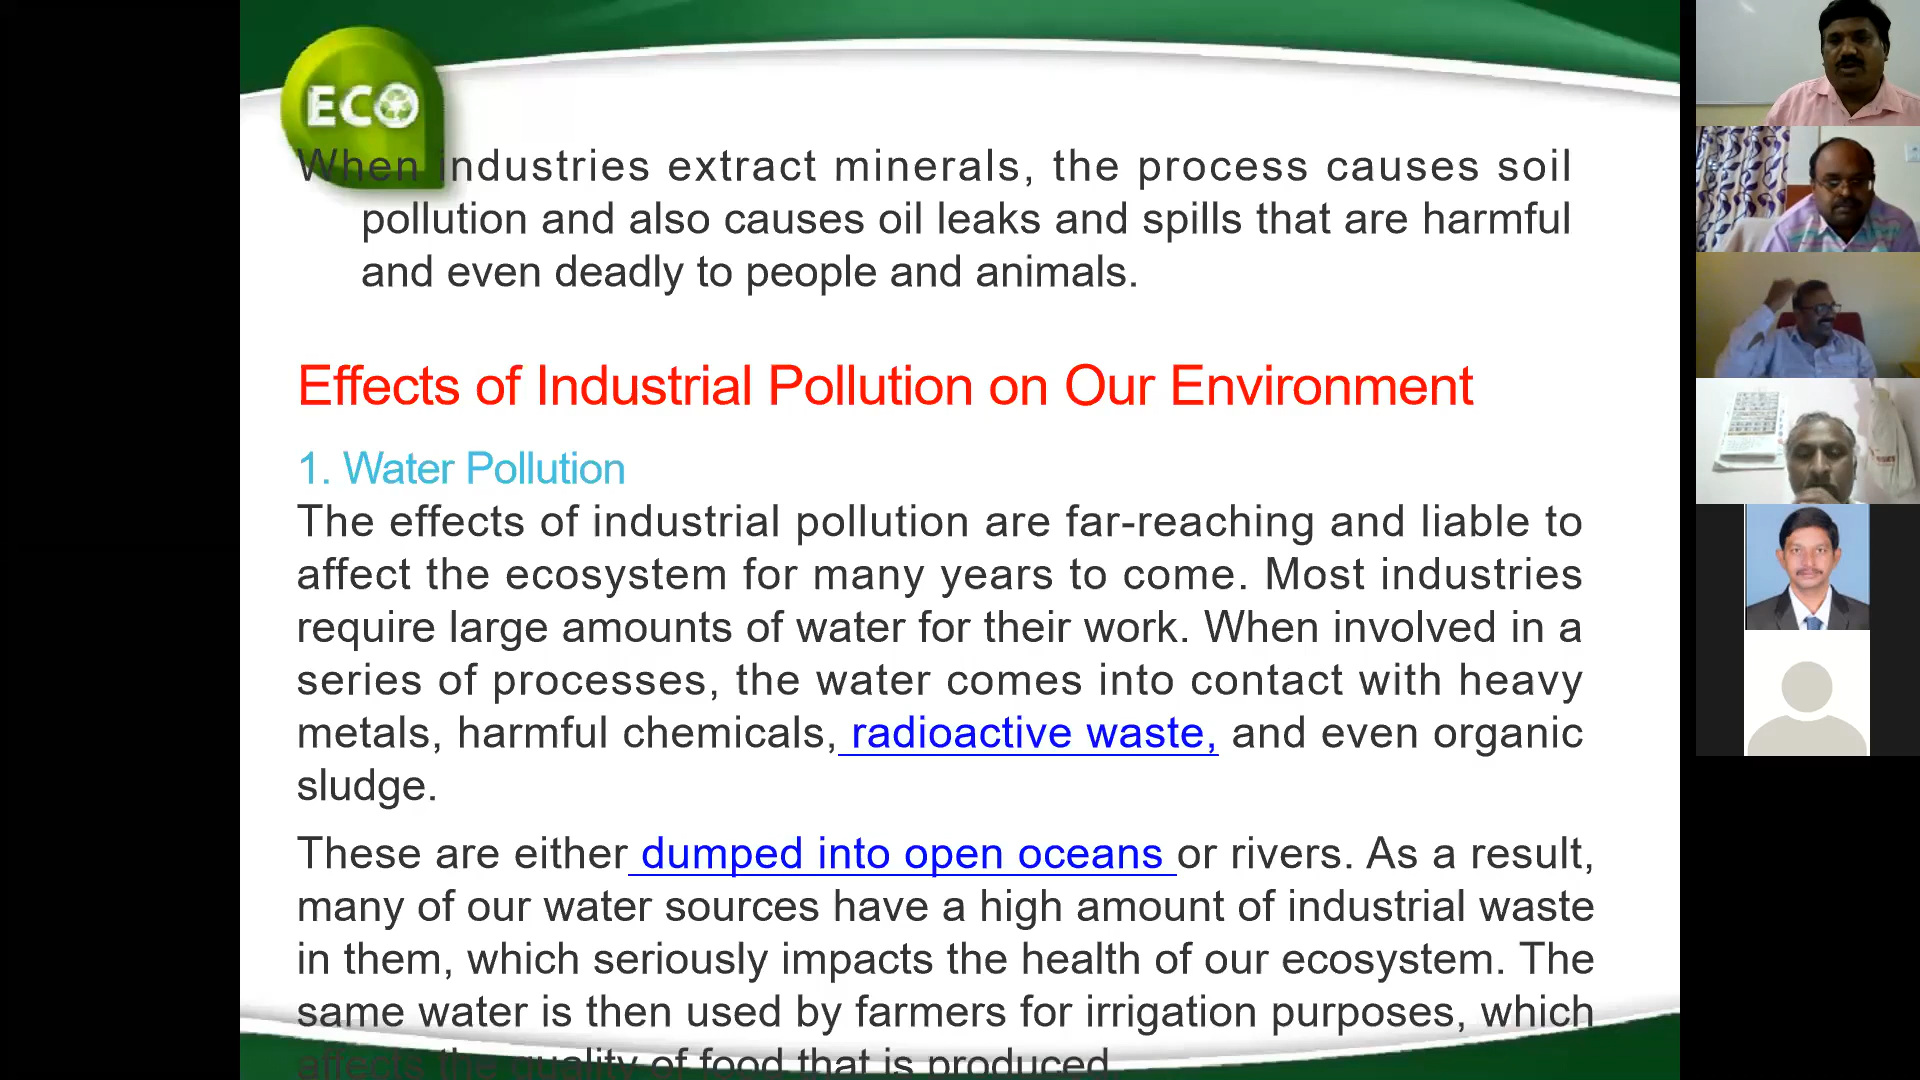 ECO
When industries extract minerals, the process causes soil
pollution and also causes oil leaks and spills that are harmful
and even deadly to people and animals.
Effects of Industrial Pollution on Our Environment
1. Water Pollution
The effects of industrial pollution are far-reaching and liable to
affect the ecosystem for many years to come. Most industries
require large amounts of water for their work. When involved in a
series of processes, the water comes into contact with heavy
metals, harmful chemicals, radioactive waste, and even organic
sludge.
These are either dumped into open oceans or rivers. As a result,
many of our water sources have a high amount of industrial waste
in them, which seriously impacts the health of our ecosystem. The
same water is then used by farmers for irrigation purposes, which
affects the quality of food that is produced.